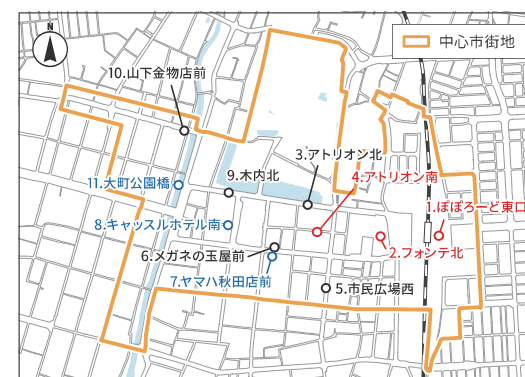 N
中心市街地
10.山下金物店前
3.アトリオン北
4.アトリオン南
9.木内北
11.大町公園橋
1.ぽぽろーど東口
8.キャッスルホテル南
2.フォンテ北
6.メガネの玉屋前
7.ヤマハ秋田店前
5.市民広場西